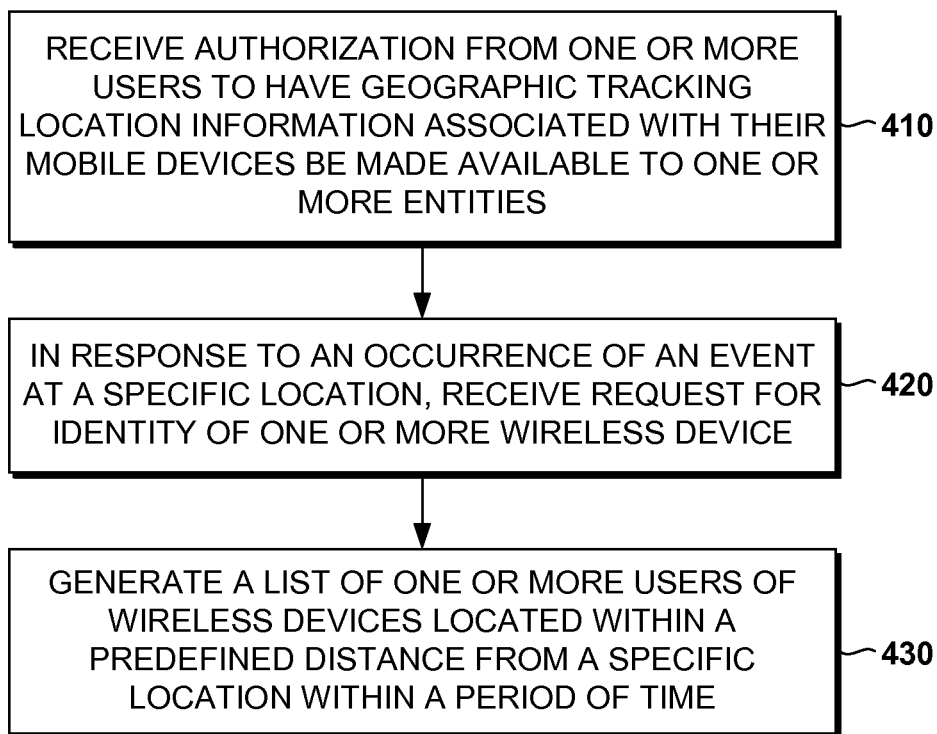 RECEIVE AUTHORIZATION FROM ONE OR MORE
USERS TO HAVE GEOGRAPHIC TRACKING
LOCATION INFORMATION ASSOCIATED WITH THEIR
MOBILE DEVICES BE MADE AVAILABLE TO ONE OR
MORE ENTITIES
410
IN RESPONSE TO AN OCCURRENCE OF AN EVENT
AT A SPECIFIC LOCATION, RECEIVE REQUEST FOR
IDENTITY OF ONE OR MORE WIRELESS DEVICE
420
GENERATE A LIST OF ONE OR MORE USERS OF
WIRELESS DEVICES LOCATED WITHIN A
PREDEFINED DISTANCE FROM A SPECIFIC
LOCATION WITHIN A PERIOD OF TIME
430